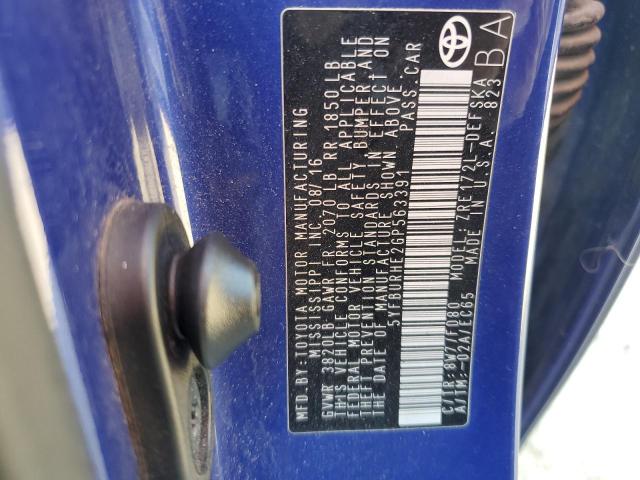 MFD.BY:TOYOTA MOTOR MANUFACTURING
MISSISSIPPI INC. 08/16
GVWR 3820LB GAWR FR 2070 LB RR 1850 LB
THIS VEHICLE CONFORMS TO ALL APPLICABLE
FEDERAL MOTOR VEHICLE SAFETY, BUMPER AND
THEFT PREVENTION STANDARDS IN EFFECT ON
THE DATE OF MANUFACTURE SHOWN ABOVE.
5YFBURHE2GP563391 PASS. CAR
C/TR:8W7/FD80 MODEL:ZRE172L-DEFSKA
A/TM:-02A/EC65 MADE IN U.S.A. 823
BA